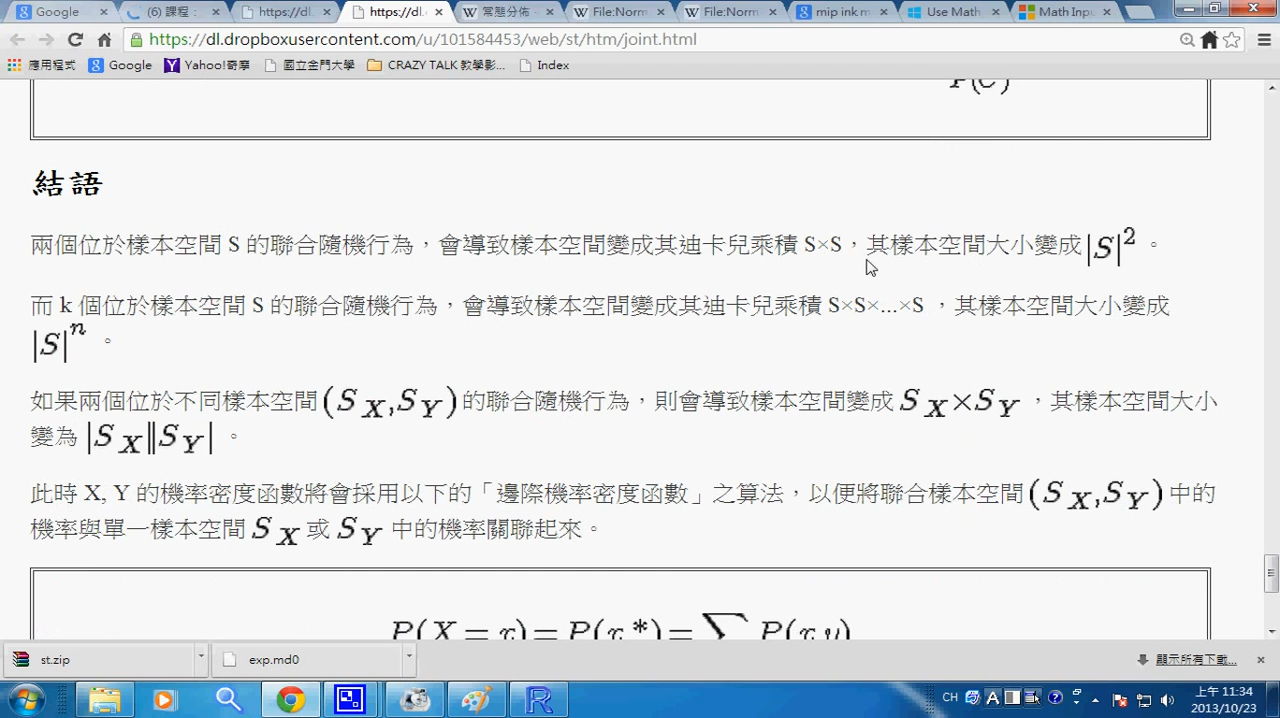 Google
(6) 課程：
https://dl.
https://dl.
常態分佈 -
File:Norm
File:Norm
mip ink.m
Use Math
Math Inpu
https://dl.dropboxusercontent.com/u/101584453/web/st/htm/joint.html
應用程式 Google Yahoo!奇摩 國立金門大學 CRAZY TALK 教學影... Index
P(C)
結語
兩個位於樣本空間 S 的聯合隨機行為，會導致樣本空間變成其迪卡兒乘積 S×S，其樣本空間大小變成 |S|² 。
而 k 個位於樣本空間 S 的聯合隨機行為，會導致樣本空間變成其迪卡兒乘積 S×S×...×S ，其樣本空間大小變成
|S|ⁿ 。
如果兩個位於不同樣本空間 (S_X,S_Y) 的聯合隨機行為，則會導致樣本空間變成 S_X×S_Y ，其樣本空間大小
變為 |S_X||S_Y| 。
此時 X, Y 的機率密度函數將會採用以下的「邊際機率密度函數」之算法，以便將聯合樣本空間 (S_X,S_Y) 中的
機率與單一樣本空間 S_X 或 S_Y 中的機率關聯起來。
P(X=x)=P(x*)=∑ P(x,y)
st.zip
exp.md0
顯示所有下載...
CH
上午 11:34
2013/10/23